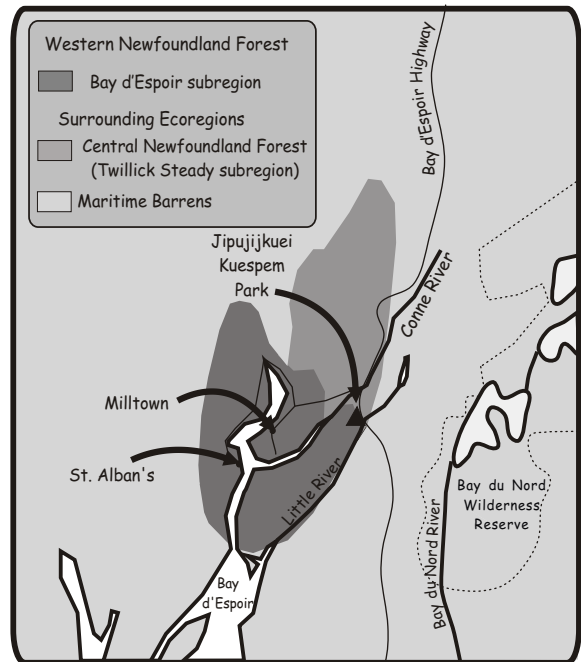 Western Newfoundland Forest
Bay d'Espoir subregion
Surrounding Ecoregions
Central Newfoundland Forest
(Twillick Steady subregion)
Maritime Barrens
Bay d'Espoir Highway
Jipujijkuei
Kuespem
Park
Conne River
Milltown
St. Alban's
Little River
Bay du Nord
Wilderness
Reserve
Bay du Nord River
Bay
d'Espoir